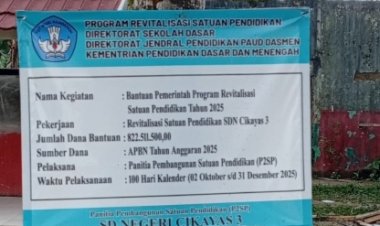 PROGRAM REVITALISASI SATUAN PENDIDIKAN
DIREKTORAT SEKOLAH DASAR
DIREKTORAT JENDRAL PENDIDIKAN PAUD DASMEN
KEMENTRIAN PENDIDIKAN DASAR DAN MENENGAH
Nama Kegiatan : Bantuan Pemerintah Program Revitalisasi
Satuan Pendidikan Tahun 2025
Pekerjaan : Revitalisasi Satuan Pendidikan SDN Cikayas 3
Jumlah Dana Bantuan : 822.511.500,00
Sumber Dana : APBN Tahun Anggaran 2025
Pelaksana : Panitia Pembangunan Satuan Pendidikan (P2SP)
Waktu Pelaksanaan : 100 Hari Kalender (02 Oktober s/d 31 Desember 2025)
Panitia Pembangunan Satuan Pendidikan (P2SP)
SD NEGERI CIKAYAS 3